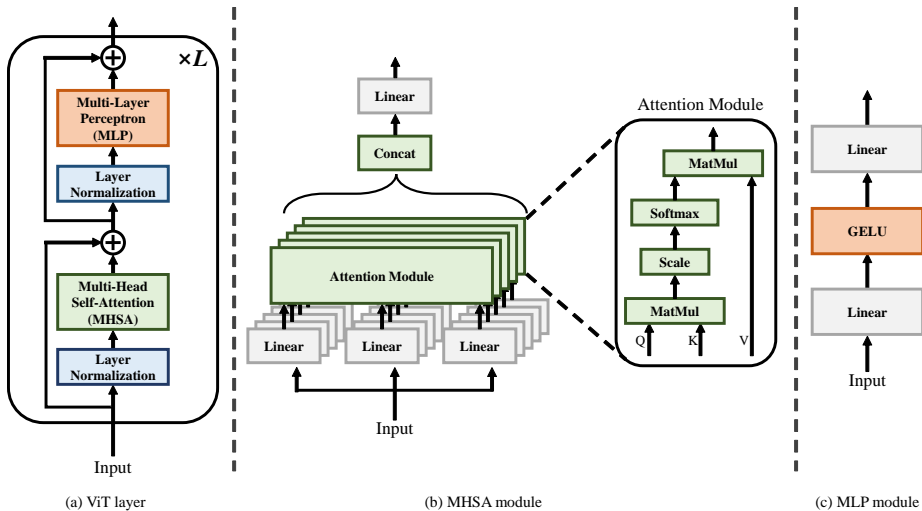 ×L
Multi-Layer
Perceptron
(MLP)
Layer
Normalization
Multi-Head
Self-Attention
(MHSA)
Layer
Normalization
Input
(a) ViT layer
Linear
Concat
Attention Module
Linear
Linear
Linear
Input
Attention Module
MatMul
Softmax
Scale
MatMul
Q
K
V
(b) MHSA module
Linear
GELU
Linear
Input
(c) MLP module